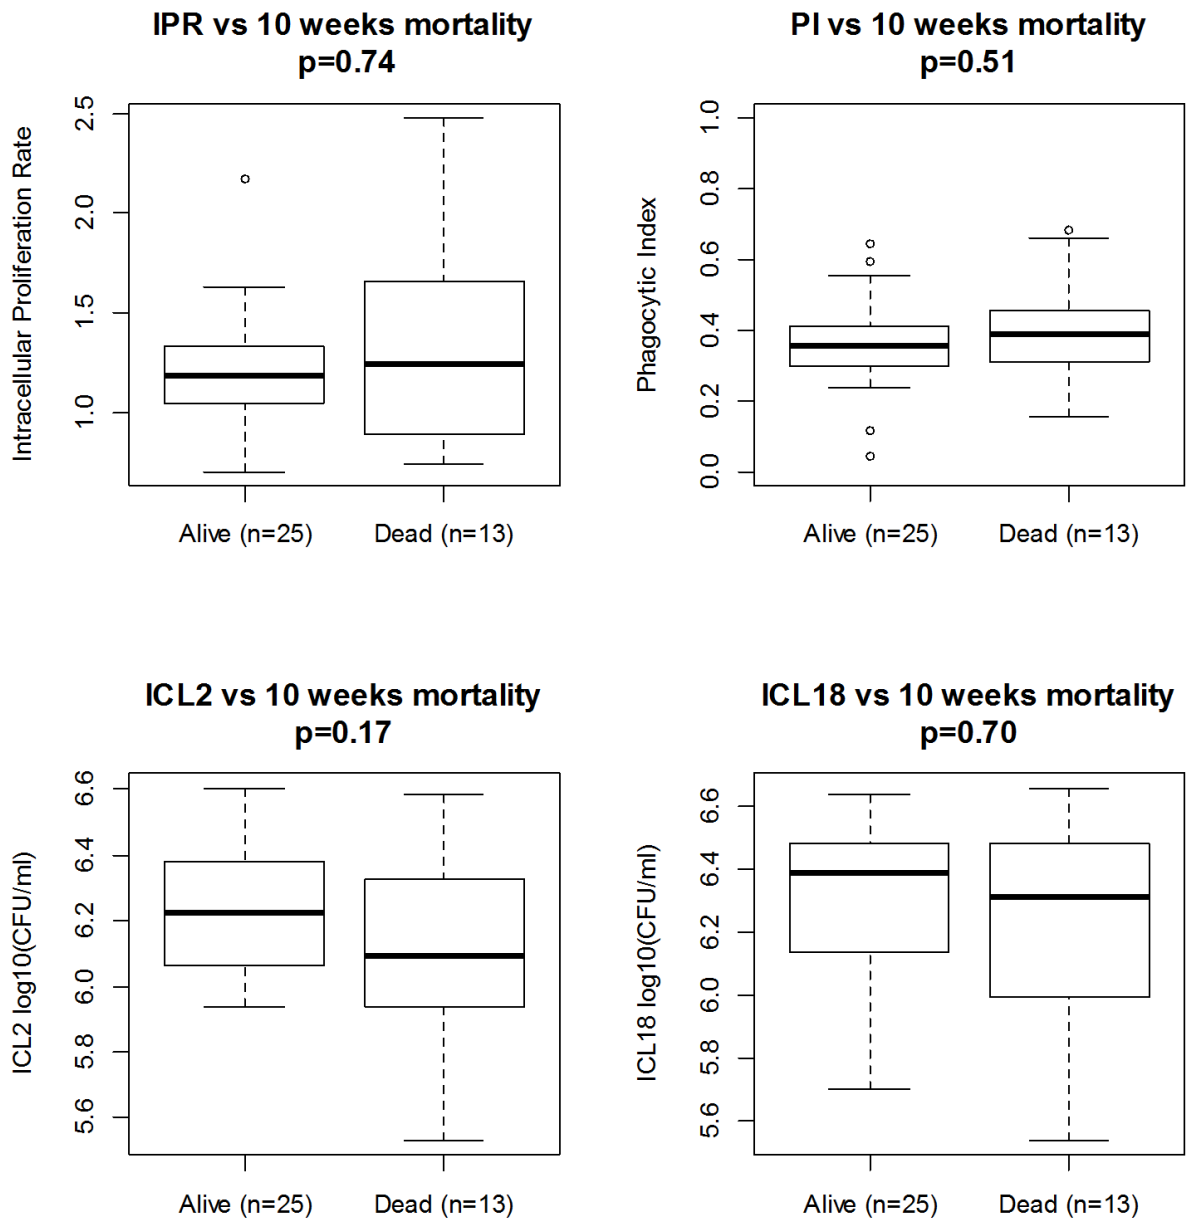 IPR vs 10 weeks mortality
p=0.74
Intracellular Proliferation Rate
2.5
2.0
1.5
1.0
Alive (n=25)
Dead (n=13)
PI vs 10 weeks mortality
p=0.51
Phagocytic Index
1.0
0.8
0.6
0.4
0.2
0.0
Alive (n=25)
Dead (n=13)
ICL2 vs 10 weeks mortality
p=0.17
ICL2 log10(CFU/ml)
6.6
6.4
6.2
6.0
5.8
5.6
Alive (n=25)
Dead (n=13)
ICL18 vs 10 weeks mortality
p=0.70
ICL18 log10(CFU/ml)
6.6
6.4
6.2
6.0
5.8
5.6
Alive (n=25)
Dead (n=13)